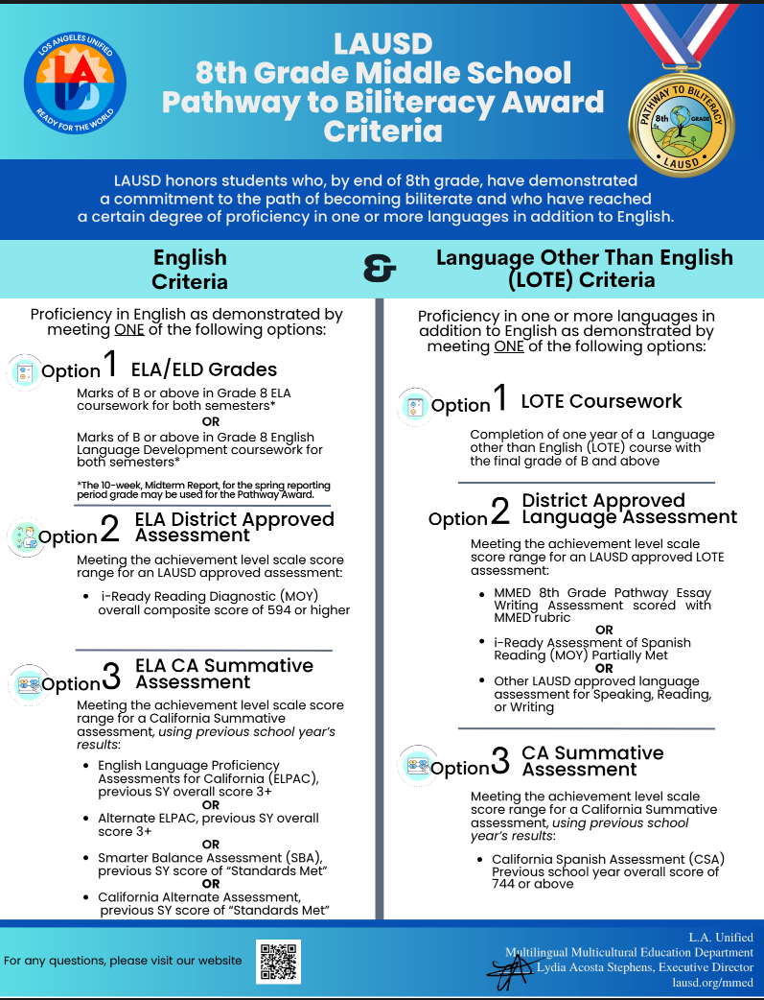 LOS ANGELES UNIFIED
LAUSD
READY FOR THE WORLD
LAUSD
8th Grade Middle School
Pathway to Biliteracy Award
Criteria
PATHWAY TO BILITERACY
8th GRADE
• LAUSD •
LAUSD honors students who, by end of 8th grade, have demonstrated
a commitment to the path of becoming biliterate and who have reached
a certain degree of proficiency in one or more languages in addition to English.
English
Criteria
&
Language Other Than English
(LOTE) Criteria
Proficiency in English as demonstrated by
meeting ONE of the following options:
Option 1 ELA/ELD Grades
Marks of B or above in Grade 8 ELA
coursework for both semesters*
OR
Marks of B or above in Grade 8 English
Language Development coursework for
both semesters*
*The 10-week, Midterm Report, for the spring reporting
period grade may be used for the Pathway Award.
Option 2 ELA District Approved
Assessment
Meeting the achievement level scale score
range for an LAUSD approved assessment:
• i-Ready Reading Diagnostic (MOY)
overall composite score of 594 or higher
Option 3 ELA CA Summative
Assessment
Meeting the achievement level scale score
range for a California Summative
assessment, using previous school year's
results:
• English Language Proficiency
Assessments for California (ELPAC),
previous SY overall score 3+
OR
• Alternate ELPAC, previous SY overall
score 3+
OR
• Smarter Balance Assessment (SBA),
previous SY score of “Standards Met”
OR
• California Alternate Assessment,
previous SY score of “Standards Met”
Proficiency in one or more languages in
addition to English as demonstrated by
meeting ONE of the following options:
Option 1 LOTE Coursework
Completion of one year of a Language
other than English (LOTE) course with
the final grade of B and above
Option 2 District Approved
Language Assessment
Meeting the achievement level scale
score range for an LAUSD approved LOTE
assessment:
• MMED 8th Grade Pathway Essay
Writing Assessment scored with
MMED rubric
OR
• i-Ready Assessment of Spanish
Reading (MOY) Partially Met
OR
• Other LAUSD approved language
assessment for Speaking, Reading,
or Writing
Option 3 CA Summative
Assessment
Meeting the achievement level scale
score range for a California Summative
assessment, using previous school
year's results:
• California Spanish Assessment (CSA)
Previous school year overall score of
744 or above
For any questions, please visit our website
L.A. Unified
Multilingual Multicultural Education Department
Lydia Acosta Stephens, Executive Director
lausd.org/mmed